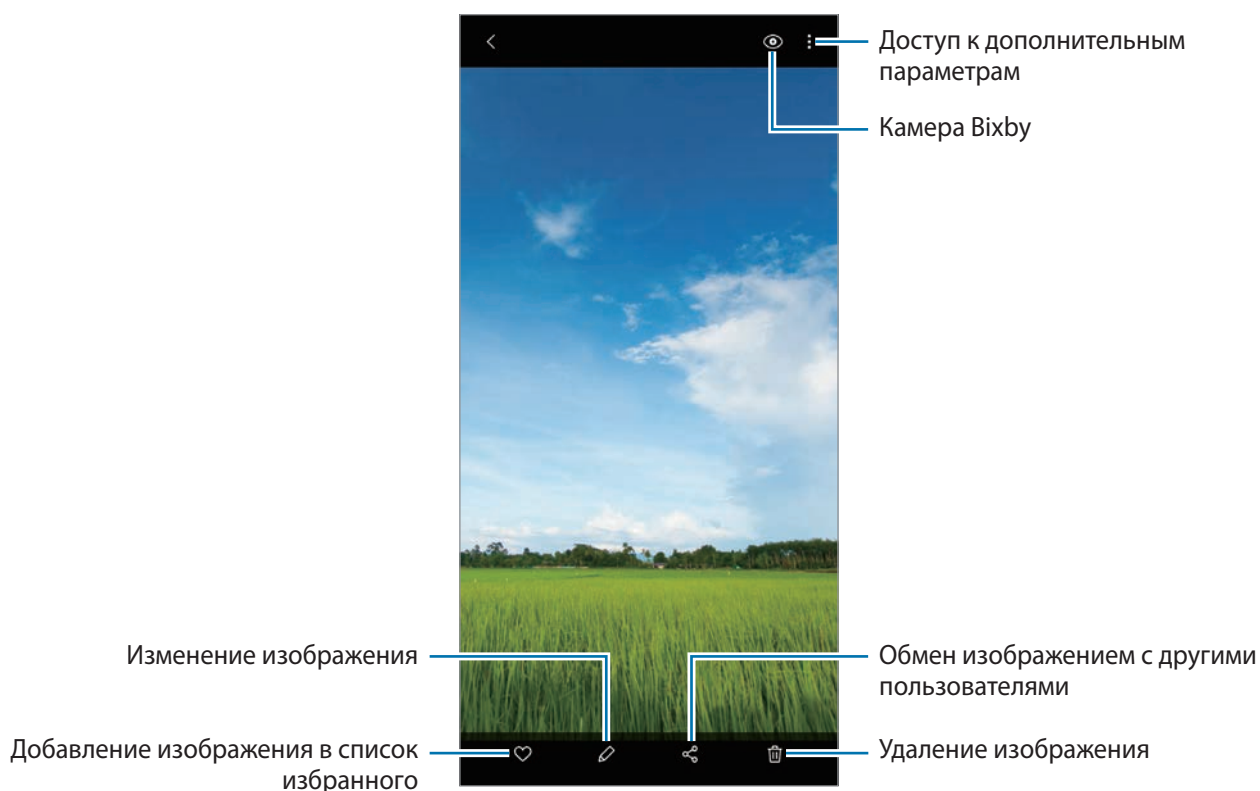 Доступ к дополнительным
параметрам
Камера Bixby
Изменение изображения
Обмен изображением с другими
пользователями
Добавление изображения в список
избранного
Удаление изображения